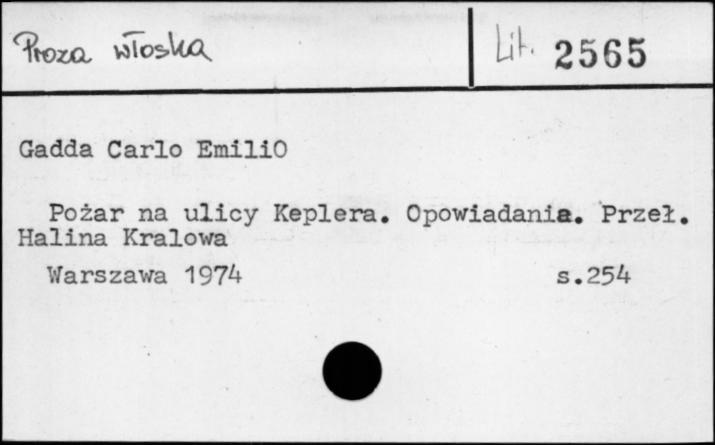 Proza włoska
Lit. 2565
Gadda Carlo EmiliO
Pożar na ulicy Keplera. Opowiadania. Przeł.
Halina Kralowa
Warszawa 1974 s.254